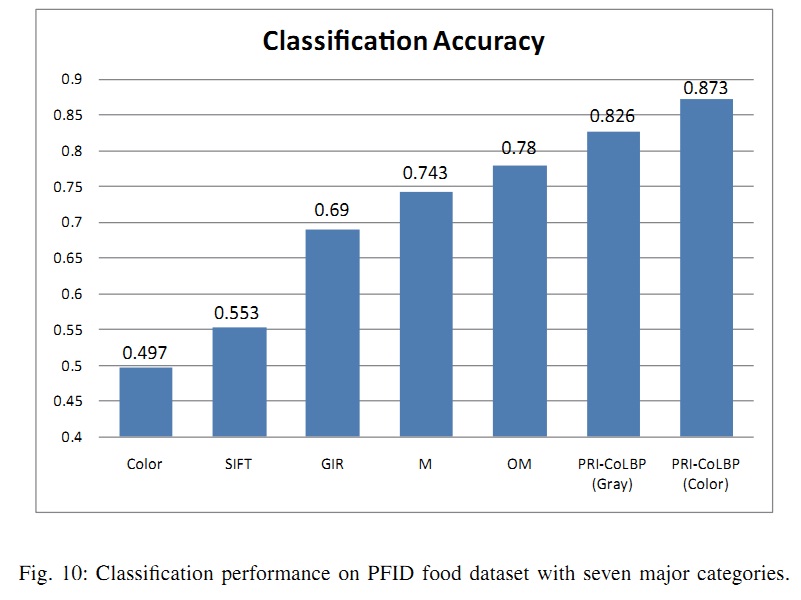 Classification Accuracy
0.9
0.85
0.8
0.75
0.7
0.65
0.6
0.55
0.5
0.45
0.4
0.497
0.553
0.69
0.743
0.78
0.826
0.873
Color
SIFT
GIR
M
OM
PRI-CoLBP
(Gray)
PRI-CoLBP
(Color)
Fig. 10: Classification performance on PFID food dataset with seven major categories.